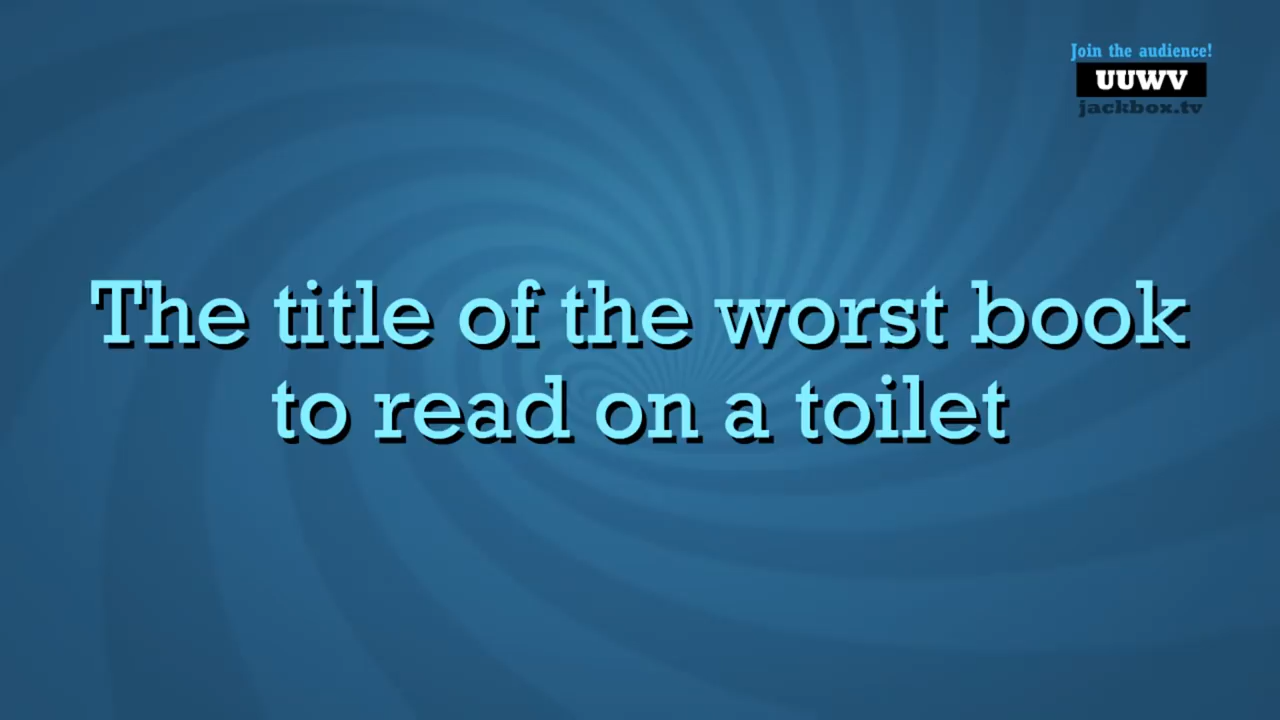 Join the audience!
UUWV
jackbox.tv
The title of the worst book
to read on a toilet